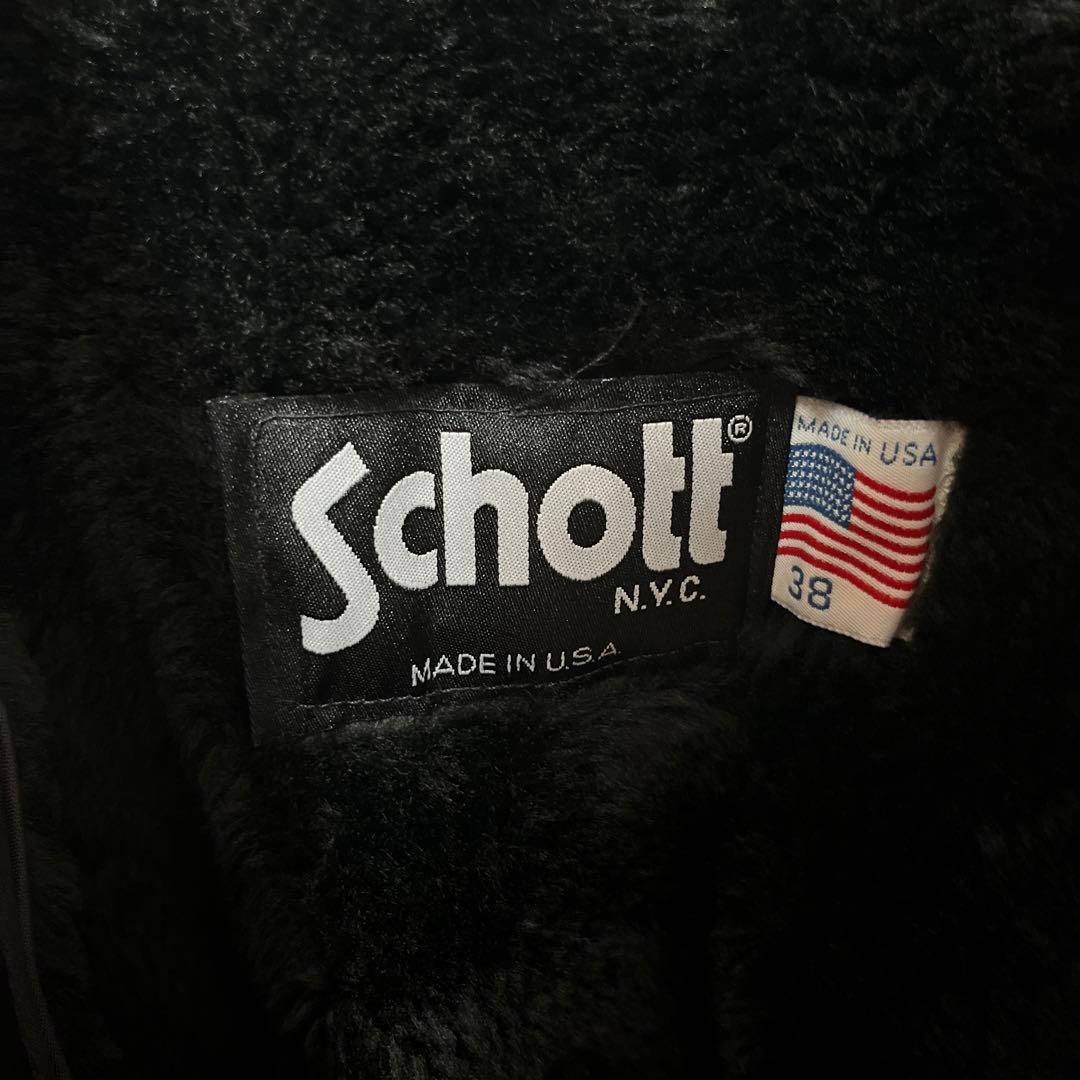 Schott®
N.Y.C.
MADE IN U.S.A.
MADE IN USA
38